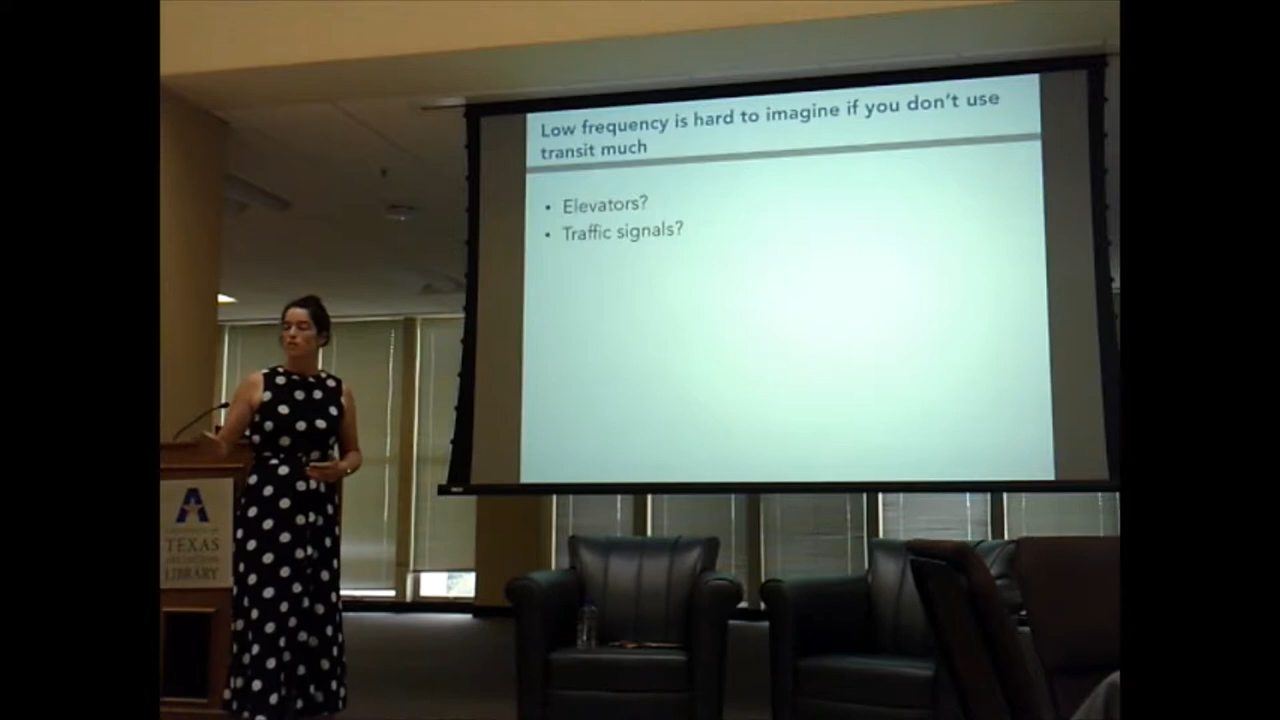 Low frequency is hard to imagine if you don't use
transit much
• Elevators?
• Traffic signals?
A
TEXAS
LIBRARY